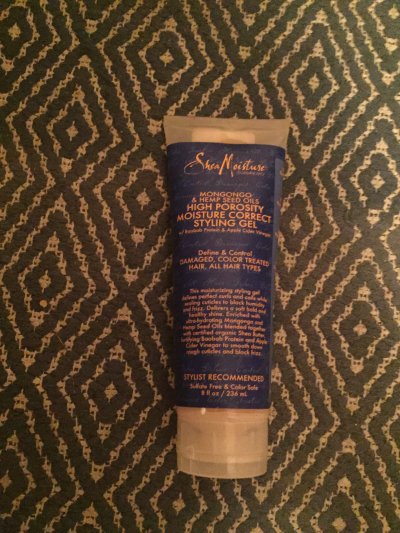 SheaMoisture
MONGONGO
& HEMP SEED OILS
HIGH POROSITY
MOISTURE CORRECT
STYLING GEL
w/ Baobab Protein & Apple Cider Vinegar
Define & Control
DAMAGED, COLOR TREATED
HAIR, ALL HAIR TYPES
This moisturizing styling gel
defines perfect curls and coils while
sealing cuticles to block humidity
and frizz. Delivers a soft hold and
healthy shine. Enriched with
ultra-hydrating Mongongo and
Hemp Seed Oils blended together
with certified organic Shea Butter,
fortifying Baobab Protein and Apple
Cider Vinegar to smooth down
rough cuticles and block frizz.
STYLIST RECOMMENDED
Sulfate Free & Color Safe
8 fl oz / 236 mL